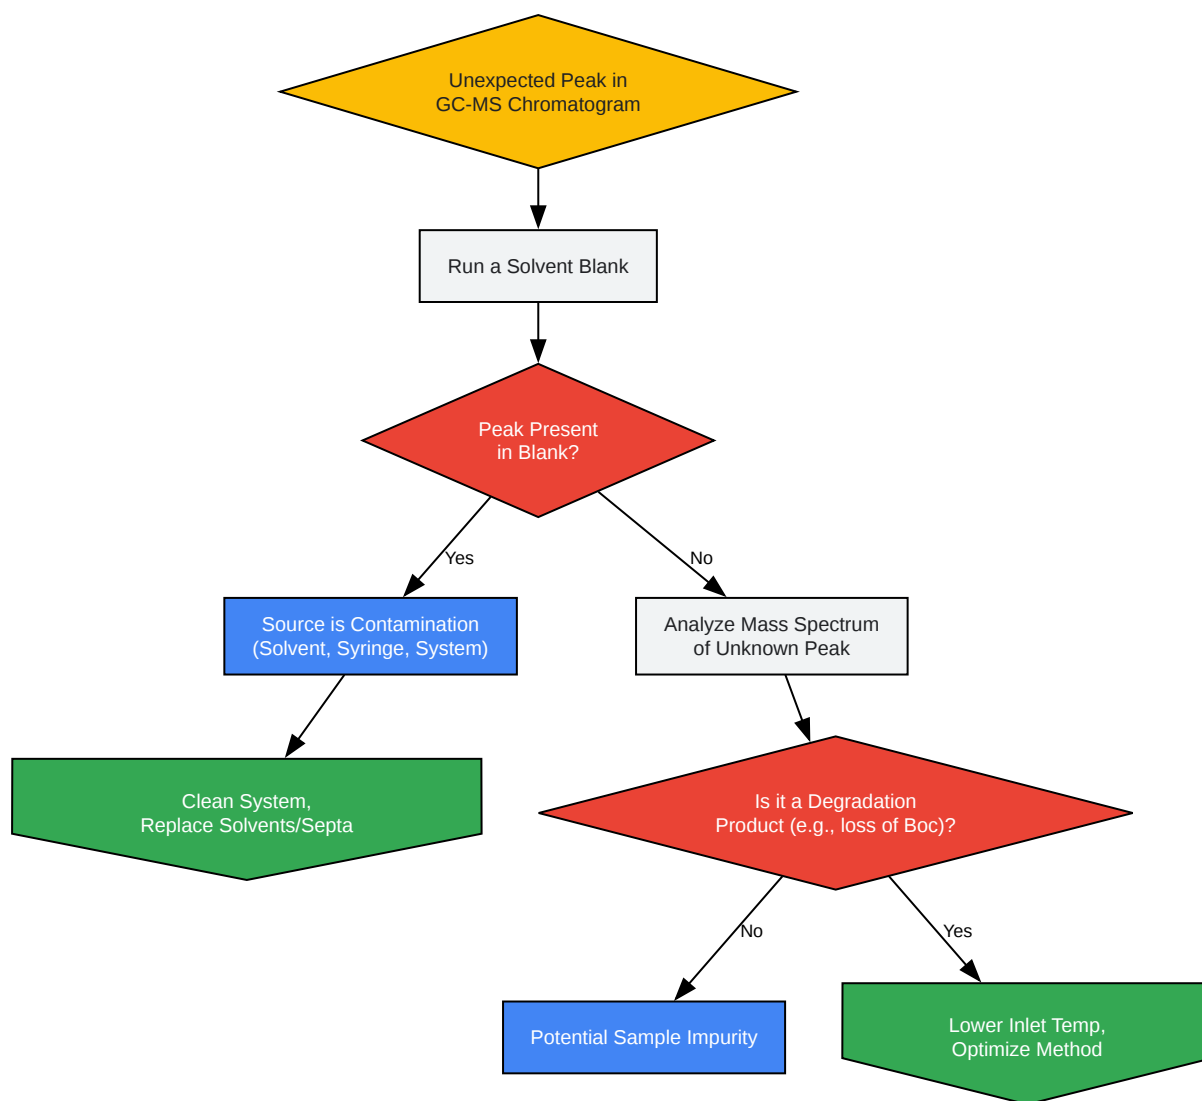 Unexpected Peak in
GC-MS Chromatogram
Run a Solvent Blank
Peak Present
in Blank?
Yes
No
Source is Contamination
(Solvent, Syringe, System)
Analyze Mass Spectrum
of Unknown Peak
Clean System,
Replace Solvents/Septa
Is it a Degradation
Product (e.g., loss of Boc)?
No
Yes
Potential Sample Impurity
Lower Inlet Temp,
Optimize Method